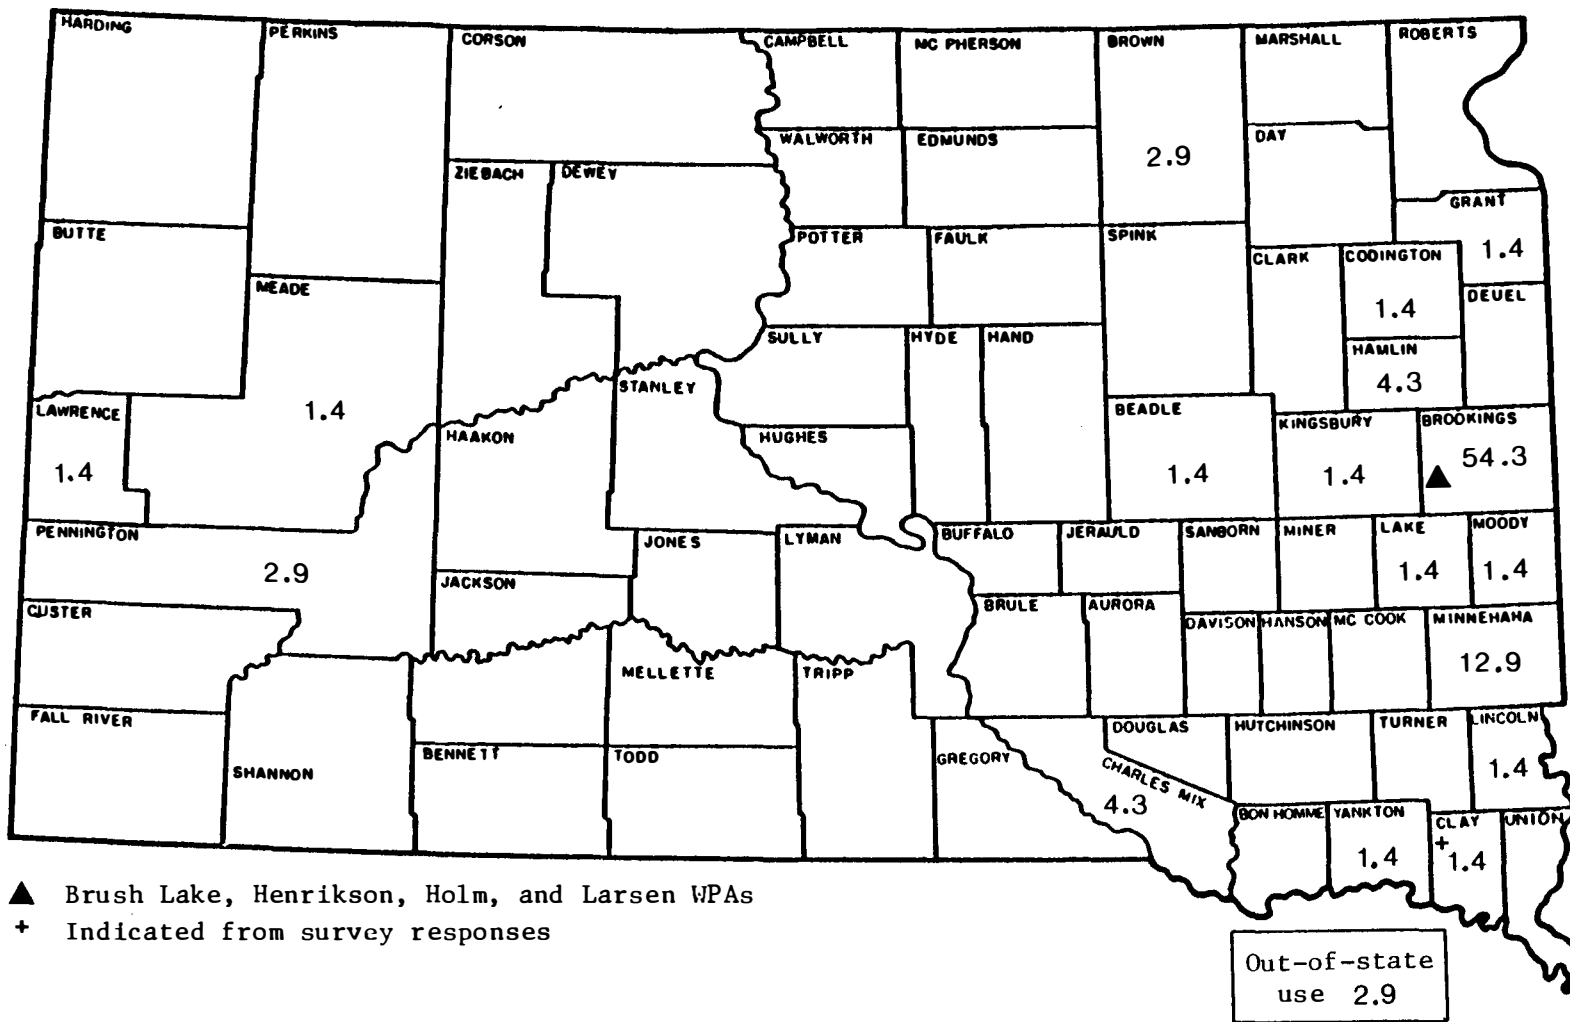 HARDING
PERKINS
CORSON
CAMPBELL
MC PHERSON
BROWN
2.9
MARSHALL
ROBERTS
WALWORTH
EDMUNDS
DAY
ZIEBACH
DEWEY
GRANT
1.4
BUTTE
POTTER
FAULK
SPINK
CLARK
CODINGTON
1.4
DEUEL
MEADE
1.4
SULLY
HYDE
HAND
HAMLIN
4.3
STANLEY
LAWRENCE
1.4
HAAKON
HUGHES
BEADLE
1.4
KINGSBURY
1.4
BROOKINGS
▲ 54.3
PENNINGTON
2.9
JONES
LYMAN
BUFFALO
JERAULD
SANBORN
MINER
LAKE
1.4
MOODY
1.4
JACKSON
CUSTER
BRULE
AURORA
DAVISON
HANSON
MC COOK
MINNEHAHA
12.9
MELLETTE
TRIPP
FALL RIVER
SHANNON
BENNETT
TODD
GREGORY
DOUGLAS
CHARLES MIX
4.3
HUTCHINSON
TURNER
LINCOLN
1.4
BON HOMME
YANKTON
1.4
CLAY
+ 1.4
UNION
▲ Brush Lake, Henrikson, Holm, and Larsen WPAs
+ Indicated from survey responses
Out-of-state
use 2.9